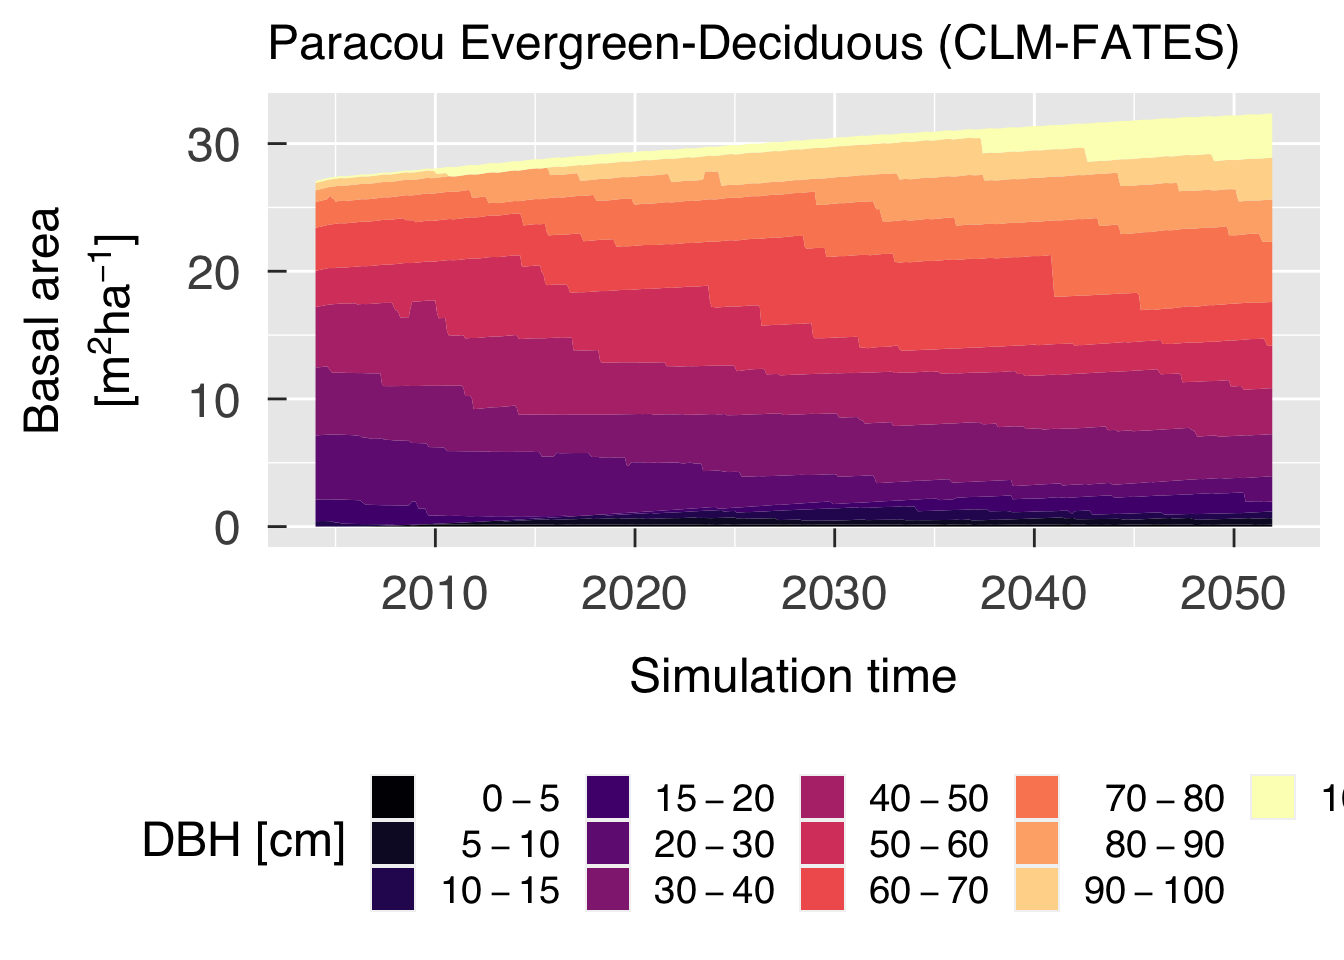 Paracou Evergreen-Deciduous (CLM-FATES)
30
20
10
0
Basal area
[m²ha⁻¹]
2010 2020 2030 2040 2050
Simulation time
DBH [cm]
0 – 5 15 – 20 40 – 50 70 – 80
5 – 10 20 – 30 50 – 60 80 – 90
10 – 15 30 – 40 60 – 70 90 – 100